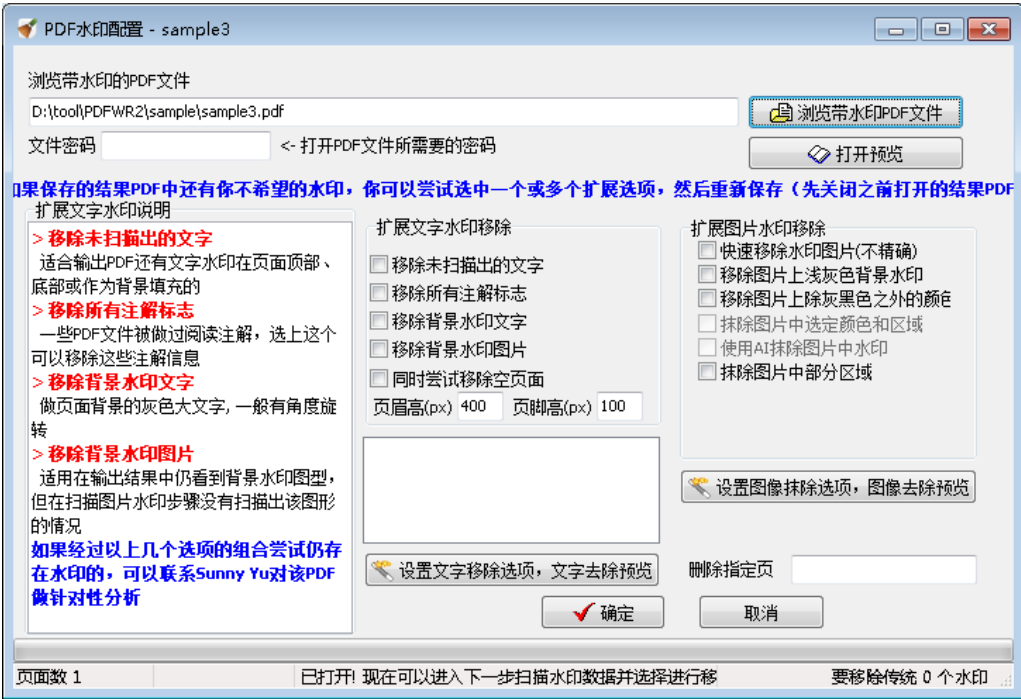 PDF水印配置 - sample3
浏览带水印的PDF文件
D:\tool\PDFWR2\sample\sample3.pdf
浏览带水印PDF文件
文件密码
<- 打开PDF文件所需要的密码
打开预览
如果保存的结果PDF中还有你不希望的水印，你可以尝试选中一个或多个扩展选项，然后重新保存（先关闭之前打开的结果PDF
扩展文字水印说明
> 移除未扫描出的文字
适合输出PDF还有文字水印在页面顶部、
底部或作为背景填充的
> 移除所有注解标志
一些PDF文件被做过阅读注解，选上这个
可以移除这些注解信息
> 移除背景水印文字
做页面背景的灰色大文字, 一般有角度旋
转
> 移除背景水印图片
适用在输出结果中仍看到背景水印图型，
但在扫描图片水印步骤没有扫描出该图形
的情况
如果经过以上几个选项的组合尝试仍存
在水印的，可以联系Sunny Yu对该PDF
做针对性分析
扩展文字水印移除
移除未扫描出的文字
移除所有注解标志
移除背景水印文字
移除背景水印图片
同时尝试移除空页面
页眉高(px) 400 页脚高(px) 100
设置文字移除选项，文字去除预览
扩展图片水印移除
快速移除水印图片(不精确)
移除图片上浅灰色背景水印
移除图片上除灰黑色之外的颜色
抹除图片中选定颜色和区域
使用AI抹除图片中水印
抹除图片中部分区域
设置图像抹除选项，图像去除预览
删除指定页
确定
取消
页面数 1
已打开! 现在可以进入下一步扫描水印数据并选择进行移
要移除传统 0 个水印